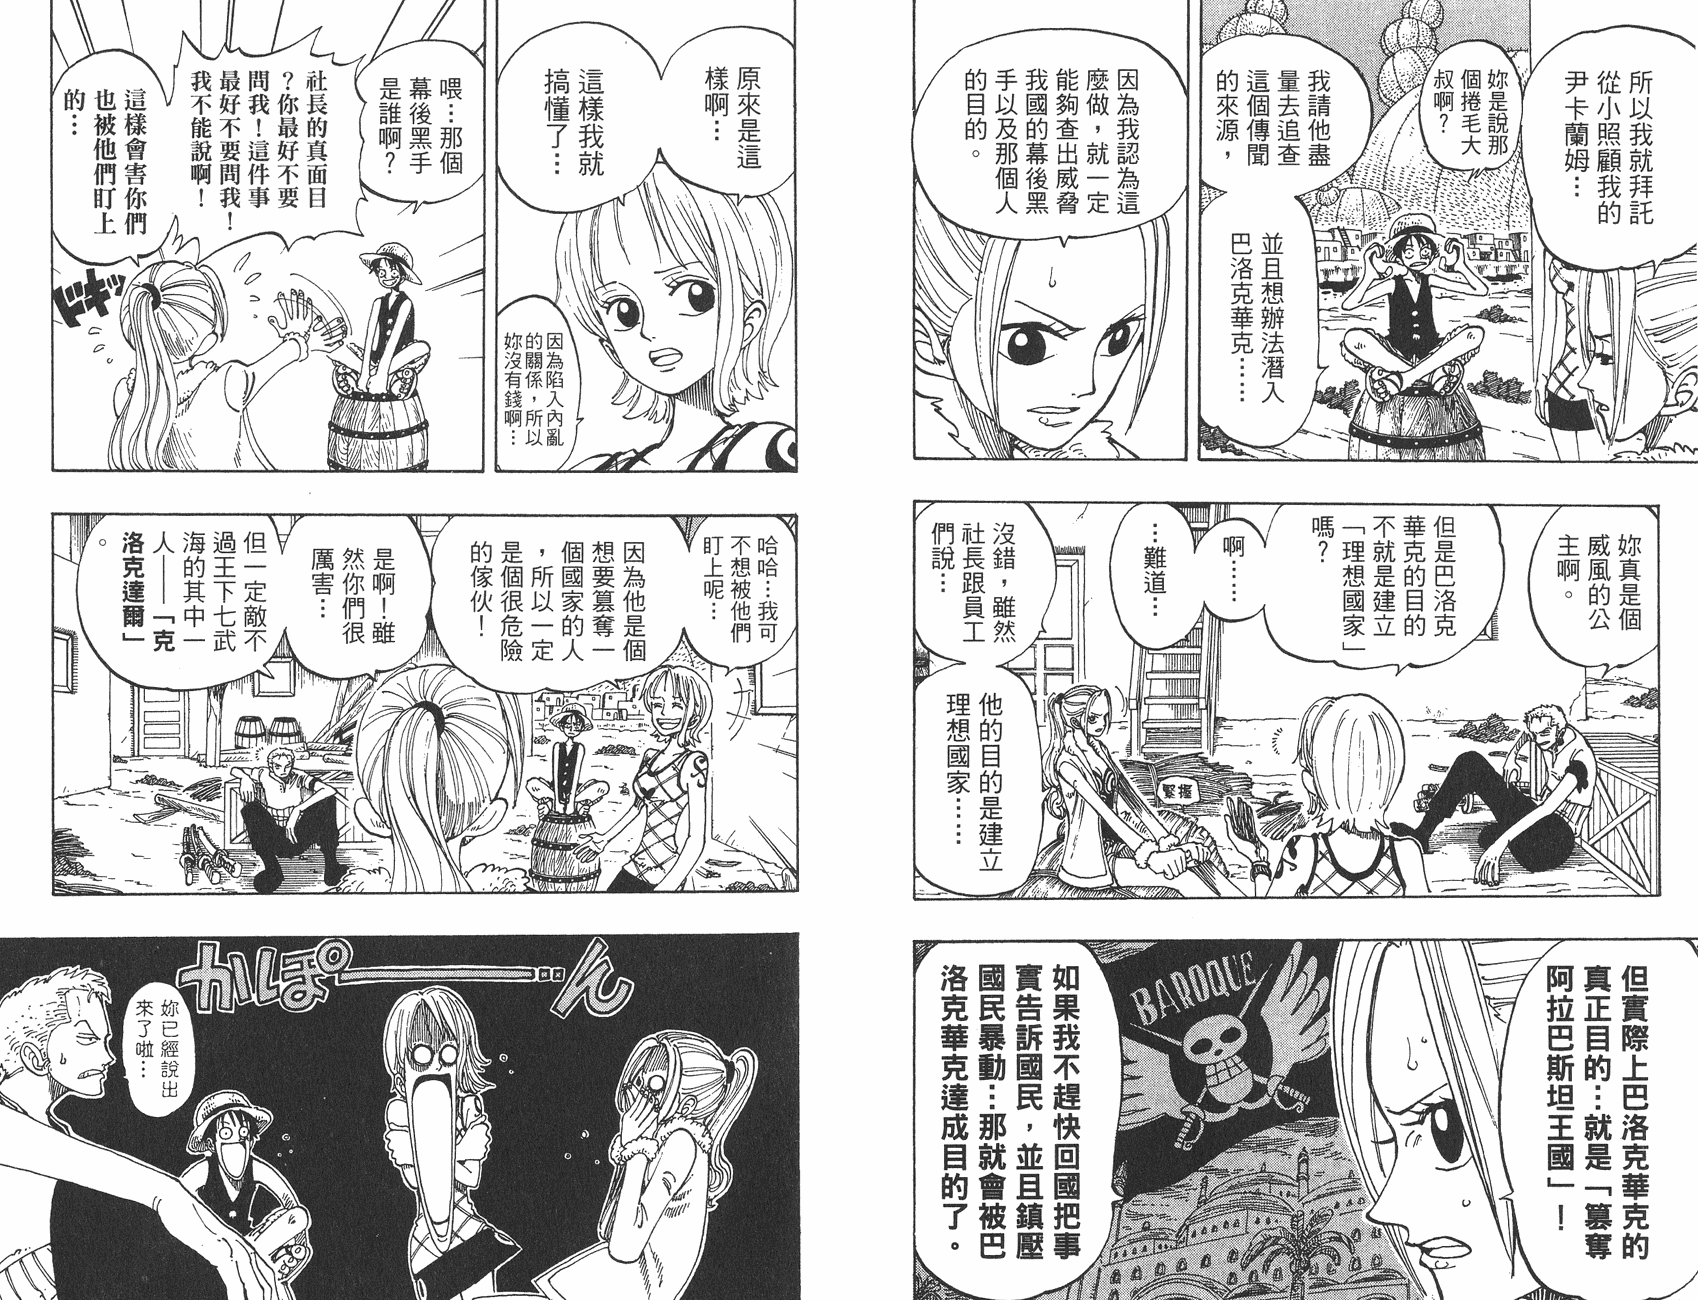 所以我就拜託
從小照顧我的
尹卡蘭姆…
妳是說那
個捲毛大
叔啊?
我請他盡
量去追查
這個傳聞
的來源，
並且想辦法潛入
巴洛克華克……
因為我認為這
麼做，就一定
能夠查出威脅
我國的幕後黑
手以及那個人
的目的。
妳真是個
威風的公
主啊。
但是巴洛克
華克的目的
不就是建立
「理想國家」
嗎?
啊……
…難道…
沒錯，雖然
社長跟員工
們說…
他的目的是建立
理想國家……
緊握
但實際上巴洛克華克的
真正目的…就是「篡奪
阿拉巴斯坦王國」!
BAROQUE
如果我不趕快回國把事
實告訴國民，並且鎮壓
國民暴動…那就會被巴
洛克華克達成目的了。
原來是這
樣啊…
這樣我就
搞懂了…
因為陷入內亂
的關係，所以
妳沒有錢啊…
喂…那個
幕後黑手
是誰啊?
社長的真面目
?你最好不要
問我!這件事
最好不要問我!
我不能說啊!
這樣會害你們
也被他們盯上
的…
ドキッ
哈哈…我可
不想被他們
盯上呢…
因為他是個
想要篡奪一
個國家的人
，所以一定
是個很危險
的傢伙!
是啊!雖
然你們很
厲害…
但一定敵不
過王下七武
海的其中一
人——「克
洛克達爾」
。
かぽーん
妳已經說出
來了啦…